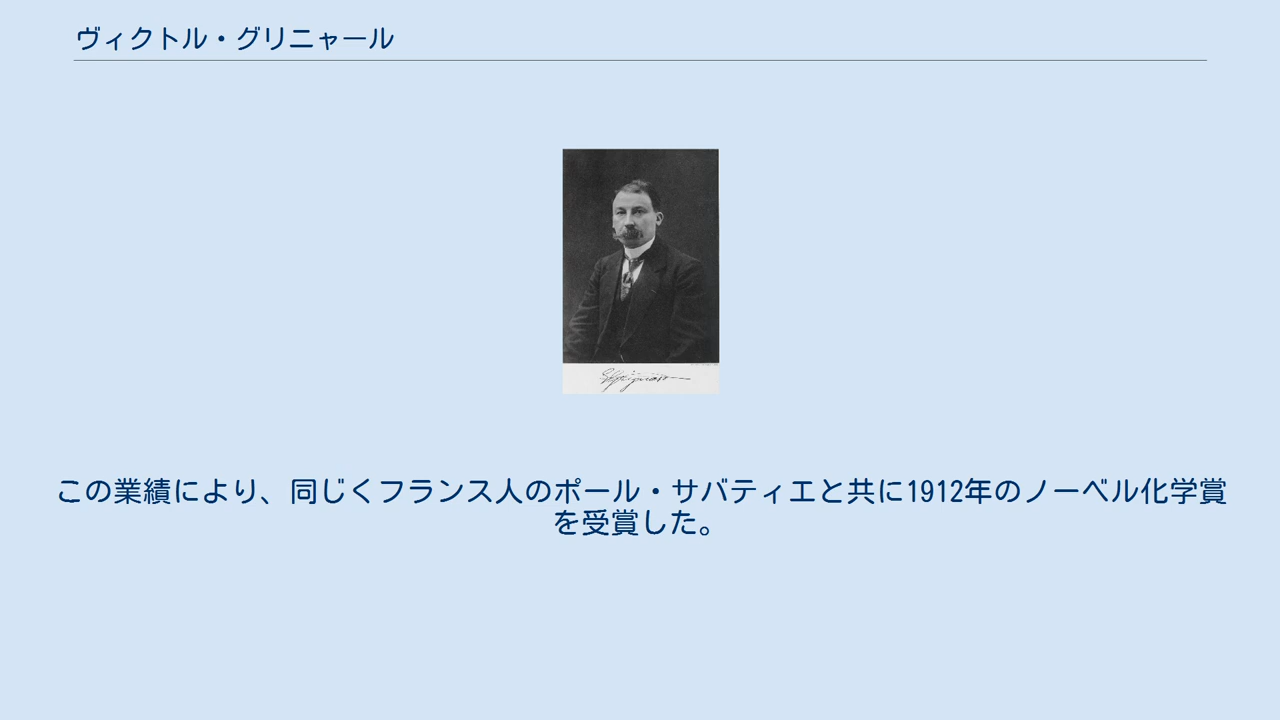 ヴィクトル・グリニャール
この業績により、同じくフランス人のポール・サバティエと共に1912年のノーベル化学賞
を受賞した。